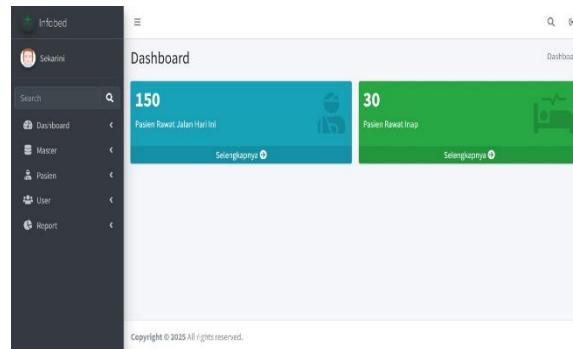 Infobed
Sekarini
Search
Dashboard
Master
Pasien
User
Report
Dashboard
150
Pasien Rawat Jalan Hari Ini
Selengkapnya
30
Pasien Rawat Inap
Selengkapnya
Copyright © 2025 All rights reserved.